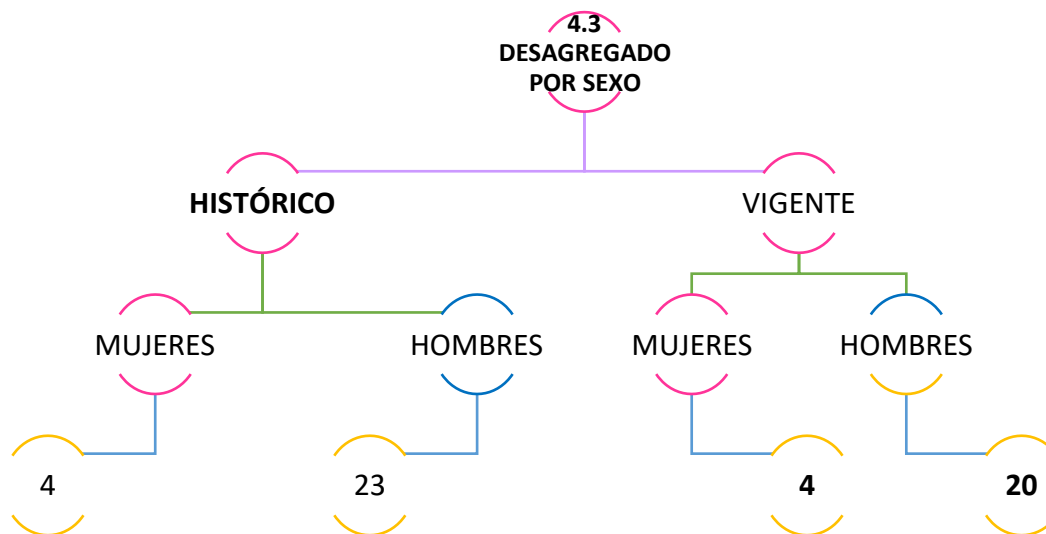 4.3
DESAGREGADO
POR SEXO
HISTÓRICO
VIGENTE
MUJERES
HOMBRES
MUJERES
HOMBRES
4
23
4
20